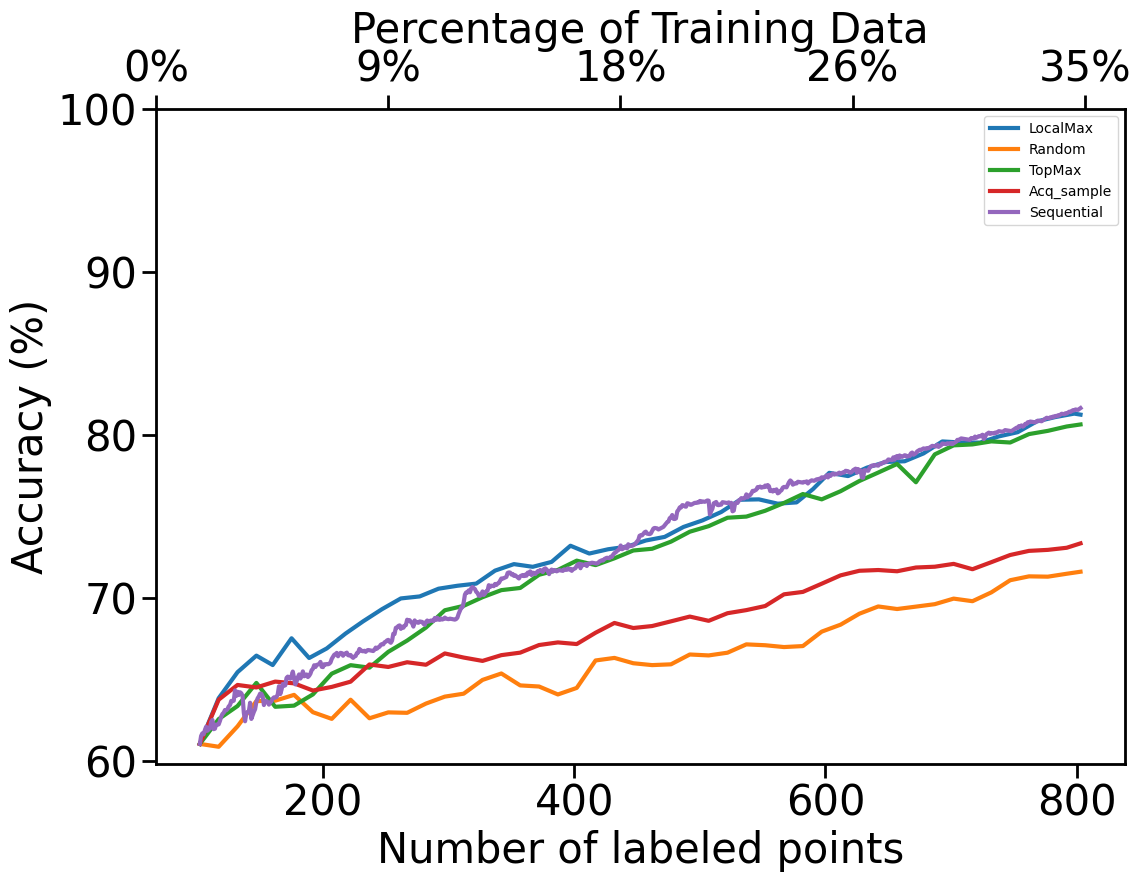 Percentage of Training Data
0% 9% 18% 26% 35%
100
90
80
70
60
Accuracy (%)
LocalMax
Random
TopMax
Acq_sample
Sequential
200 400 600 800
Number of labeled points